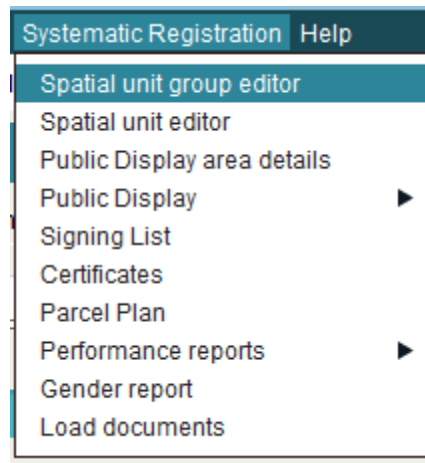 Systematic Registration Help
Spatial unit group editor
Spatial unit editor
Public Display area details
Public Display
Signing List
Certificates
Parcel Plan
Performance reports
Gender report
Load documents